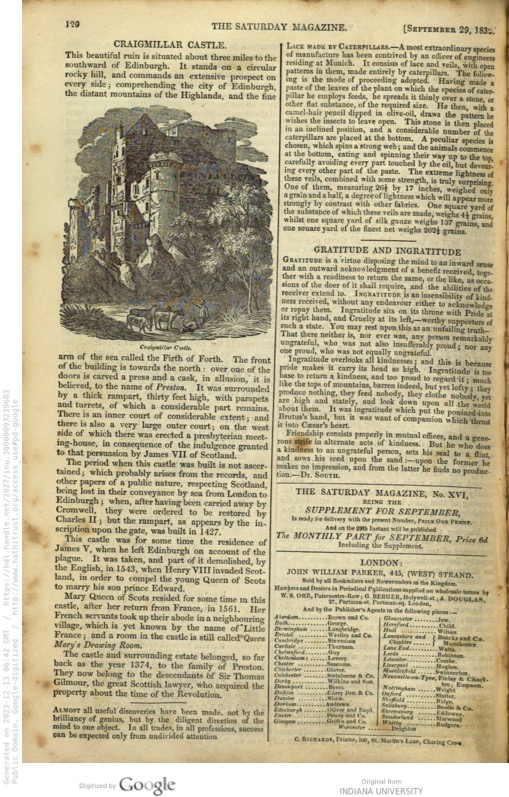 120
THE SATURDAY MAGAZINE.
[SEPTEMBER 29, 1832.
CRAIGMILLAR CASTLE.
This beautiful ruin is situated about three miles to the
southward of Edinburgh. It stands on a circular
rocky hill, and commands an extensive prospect on
every side; comprehending the city of Edinburgh,
the distant mountains of the Highlands, and the fine
Craigmillar Castle.
arm of the sea called the Firth of Forth. The front
of the building is towards the north: over one of the
doors is carved a press and a cask, in allusion, it is
believed, to the name of Preston. It was surrounded
by a thick rampart, thirty feet high, with parapets
and turrets, of which a considerable part remains.
There is an inner court of considerable extent; and
there is also a very large outer court; on the west
side of which there was erected a presbyterian meet-
ing-house, in consequence of the indulgence granted
to that persuasion by James VII of Scotland.
The period when this castle was built is not ascer-
tained; which probably arises from the records, and
other papers of a public nature, respecting Scotland,
being lost in their conveyance by sea from London to
Edinburgh; when, after having been carried away by
Cromwell, they were ordered to be restored by
Charles II; but the rampart, as appears by the in-
scription upon the gate, was built in 1427.
This castle was for some time the residence of
James V, when he left Edinburgh on account of the
plague. It was taken, and part of it demolished, by
the English, in 1543, when Henry VIII invaded Scot-
land, in order to compel the young Queen of Scots
to marry his son prince Edward.
Mary Queen of Scots resided for some time in this
castle, after her return from France, in 1561. Her
French servants took up their abode in a neighbouring
village, which is yet known by the name of "Little
France; and a room in the castle is still called "Queen
Mary's Drawing Room.
The castle and surrounding estate belonged, so far
back as the year 1374, to the family of Preston.
They now belong to the descendants of Sir Thomas
Gilmour, the great Scottish lawyer, who acquired the
property about the time of the Revolution.
ALMOST all useful discoveries have been made, not by the
brilliancy of genius, but by the diligent direction of the
mind to one object. In all trades, in all professions, success
can be expected only from undivided attention
LACE MADE BY CATERPILLARS.—A most extraordinary species
of manufacture has been contrived by an officer of engineers
residing at Munich. It consists of lace and veils, with open
patterns in them, made entirely by caterpillars. The follow-
ing is the mode of proceeding adopted. Having made a
paste of the leaves of the plant on which the species of cater-
pillar he employs feeds, he spreads it thinly over a stone, or
other flat substance, of the required size. He then, with a
camel-hair pencil dipped in olive-oil, draws the pattern he
wishes the insects to leave open. This stone is then placed
in an inclined position, and a considerable number of the
caterpillars are placed at the bottom. A peculiar species is
chosen, which spins a strong web; and the animals commence
at the bottom, eating and spinning their way up to the top,
carefully avoiding every part touched by the oil, but devour-
ing every other part of the paste. The extreme lightness of
these veils, combined with some strength, is truly surprising.
One of them, measuring 26½ by 17 inches, weighed only
a grain and a half, a degree of lightness which will appear more
strongly by contrast with other fabrics. One square yard of
the substance of which these veils are made, weighs 4⅓ grains,
whilst one square yard of silk gauze weighs 137 grains, and
one square yard of the finest net weighs 262½ grains.
GRATITUDE AND INGRATITUDE
GRATITUDE is a virtue disposing the mind to an inward sense
and an outward acknowledgment of a benefit received, toge-
ther with a readiness to return the same, or the like, as occa-
sions of the doer of it shall require, and the abilities of the
receiver extend to. INGRATITUDE is an insensibility of kind-
ness received, without any endeavour either to acknowledge
or repay them. Ingratitude sits on its throne with Pride at
its right hand, and Cruelty at its left,—worthy supporters of
such a state. You may rest upon this as an unfailing truth—
That there neither is, nor ever was, any person remarkably
ungrateful, who was not also insufferably proud; nor any
one proud, who was not equally ungrateful.
Ingratitude overlooks all kindnesses; and this is because
pride makes it carry its head so high. Ingratitude is too
base to return a kindness, and too proud to regard it; much
like the tops of mountains, barren indeed, but yet lofty; they
produce nothing, they feed nobody, they clothe nobody, yet
are high and stately, and look down upon all the world
about them. It was ingratitude which put the poniard into
Brutus's hand, but it was want of compassion which thrust
it into Cæsar's heart.
Friendship consists properly in mutual offices, and a gene-
rous strife in alternate acts of kindness. But he who does
a kindness to an ungrateful person, sets his seal to a flint,
and sows his seed upon the sand:—upon the former he
makes no impression, and from the latter he finds no produc-
tion.—DR. SOUTH.
THE SATURDAY MAGAZINE, No. XVI,
BEING THE
SUPPLEMENT FOR SEPTEMBER,
Is ready for delivery with the present Number, PRICE ONE PENNY.
And on the 29th Instant will be published
The MONTHLY PART for SEPTEMBER, Price 6d
Including the Supplement.
LONDON:
JOHN WILLIAM PARKER, 445, (WEST) STRAND.
Sold by all Booksellers and Newsvenders in the Kingdom.
Hawkers and Dealers in Periodical Publications supplied on wholesale terms by
W. S. ORR, Paternoster-Row; G. BERGER, Holywell-st.; A. DOUGLAS,
27, Portman-st. Portman-sq. London.
And by the Publisher's Agents in the following places:—
Aberdeen......Brown and Co.
Bath......George.
Birmingham......Langbridge.
Bristol......Westley and Co.
Cambridge......Stevenson
Carlisle......Thurnam.
Chelmsford......Guy
Cheltenham......Lovesy.
Chester......Seacome.
Colchester......Swinborne & Co.
Derby......Wilkins and Son.
Devonport......Byers.
Dublin......Curry Jun. & Co.
Durham......Andrews.
Edinburgh......Oliver and Boyd.
Exeter......Penny and Co.
Glasgow......Griffin and Co.
Gloucester......Jew.
Hereford......Child.
Hull......Wilson
Lancashire and Cheshire......Bancks and Co. Manchester
Leeds......Robinson.
Leicester......Combe.
Liverpool......Hughes.
Newcastle-on-Tyne, Finlay & Charlton; Empson.
Nottingham......Wright
Oxford......Slatter.
Sheffield......Ridge.
Shrewsbury......Eddowes.
Sunderland......Marwood
Whitby......Rodgers.
Worcester......Deighton
C. RICHARDS, Printer, 100, St. Martin's Lane, Charing Cross
Generated on 2023-12-13 06:42 GMT / https://hdl.handle.net/2027/inu.30000093239683
Public Domain, Google-digitized / http://www.hathitrust.org/access_use#pd-google
Digitized by Google
Original from
INDIANA UNIVERSITY